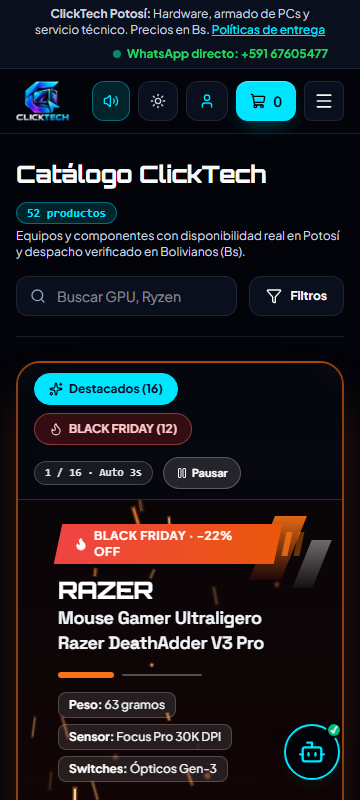 ClickTech Potosí: Hardware, armado de PCs y
servicio técnico. Precios en Bs. Políticas de entrega
WhatsApp directo: +591 67605477
CLICKTECH
0
Catálogo ClickTech
52 productos
Equipos y componentes con disponibilidad real en Potosí
y despacho verificado en Bolivianos (Bs).
Buscar GPU, Ryzen
Filtros
Destacados (16)
BLACK FRIDAY (12)
1 / 16 · Auto 3s
Pausar
BLACK FRIDAY · -22%
OFF
RAZER
Mouse Gamer Ultraligero
Razer DeathAdder V3 Pro
Peso: 63 gramos
Sensor: Focus Pro 30K DPI
Switches: Ópticos Gen-3